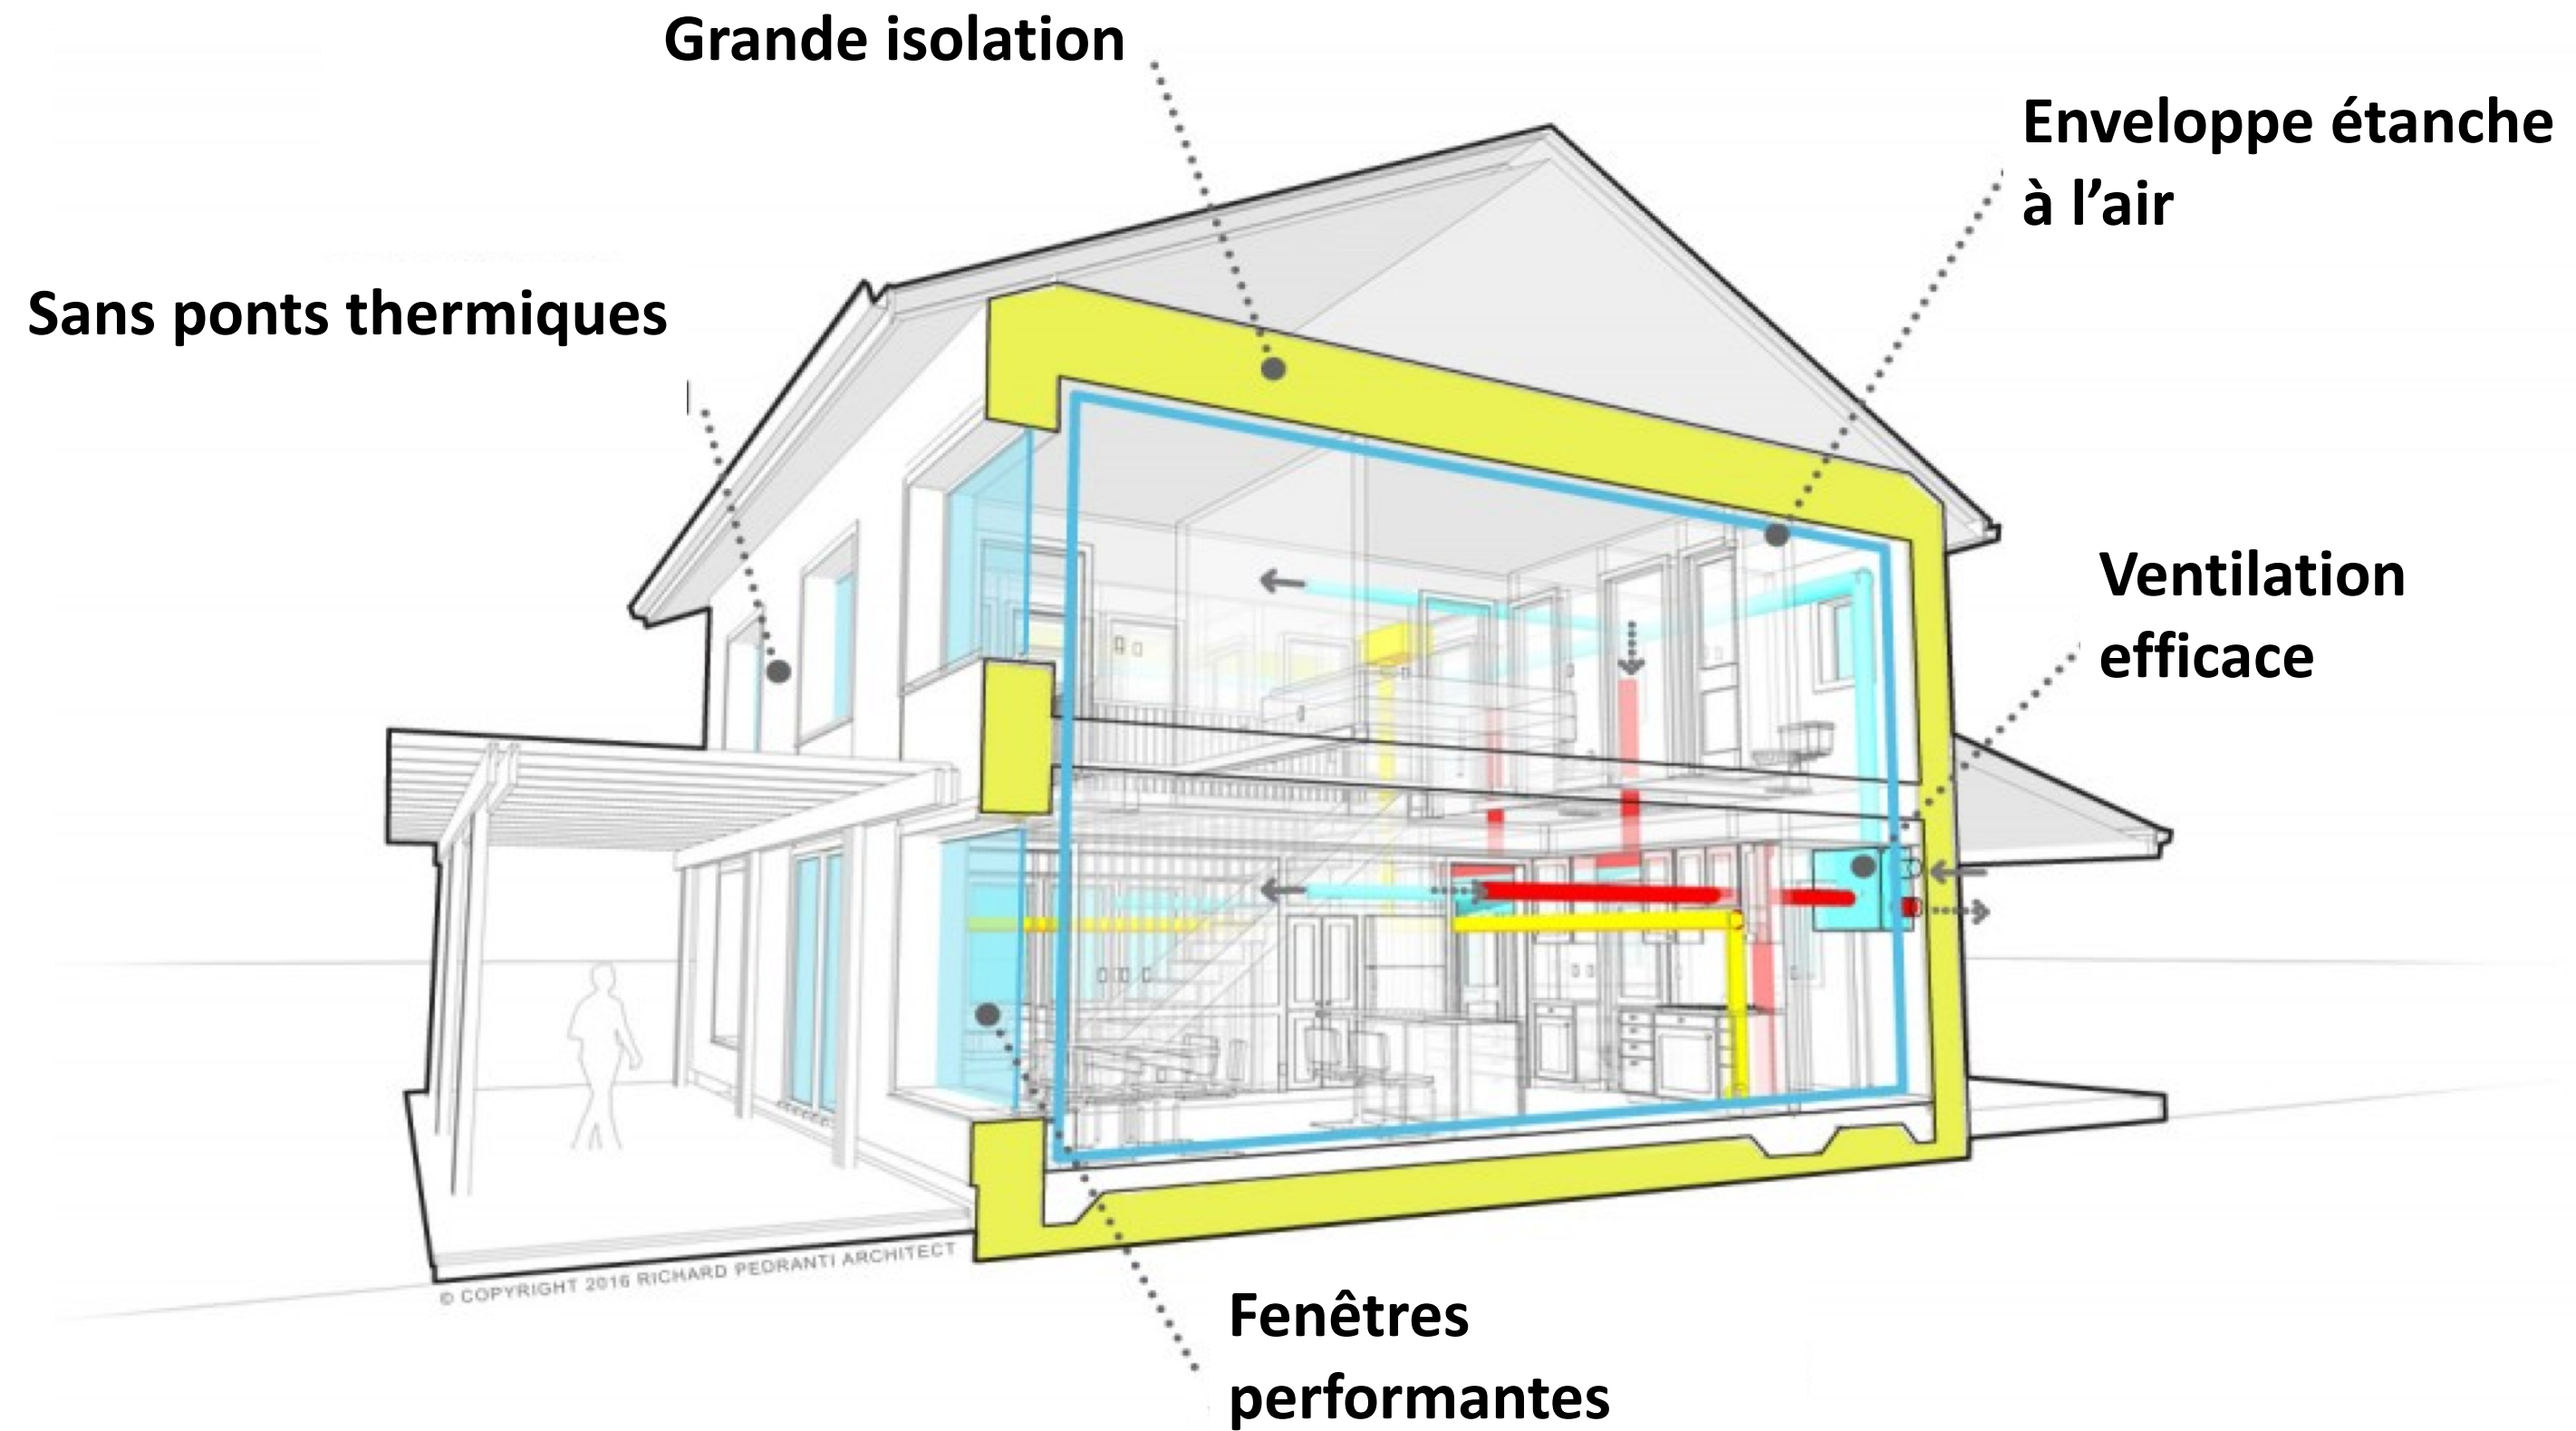 Grande isolation
Enveloppe étanche
à l’air
Sans ponts thermiques
Ventilation
efficace
© COPYRIGHT 2016 RICHARD PEDRANTI ARCHITECT
Fenêtres
performantes